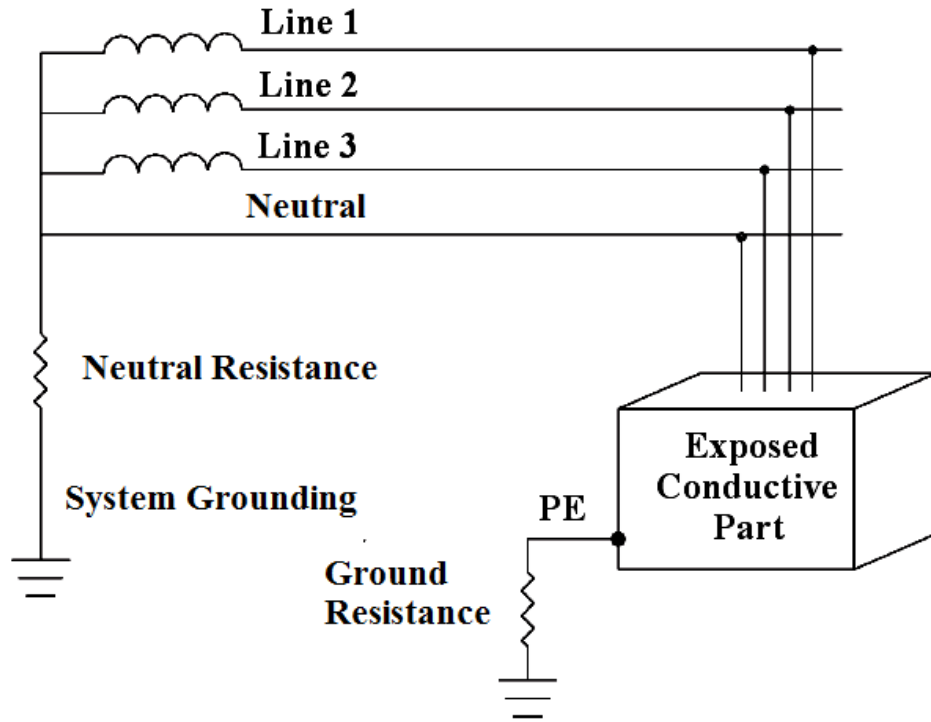 Line 1
Line 2
Line 3
Neutral
Neutral Resistance
System Grounding
Exposed
Conductive
Part
PE
Ground
Resistance